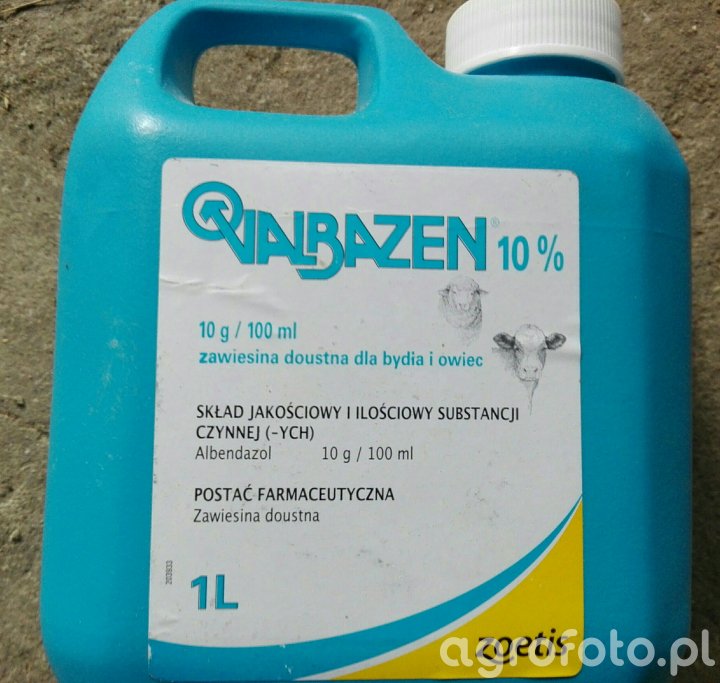 VALBAZEN® 10 %
10 g / 100 ml
zawiesina doustna dla bydła i owiec
SKŁAD JAKOŚCIOWY I ILOŚCIOWY SUBSTANCJI
CZYNNEJ (-YCH)
Albendazol 10 g / 100 ml
POSTAĆ FARMACEUTYCZNA
Zawiesina doustna
203933
1L
zoetis
agrofoto.pl